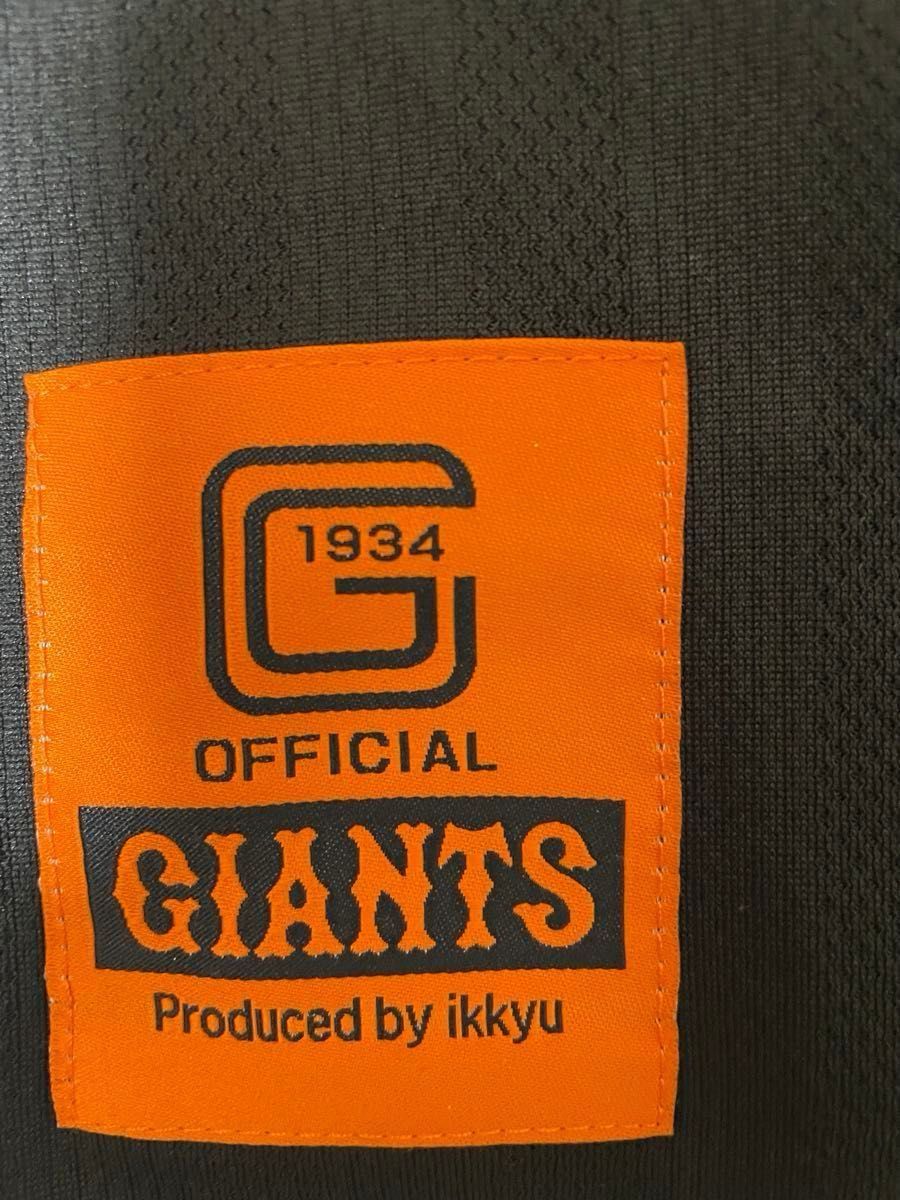 G
1934
OFFICIAL
GIANTS
Produced by ikkyu